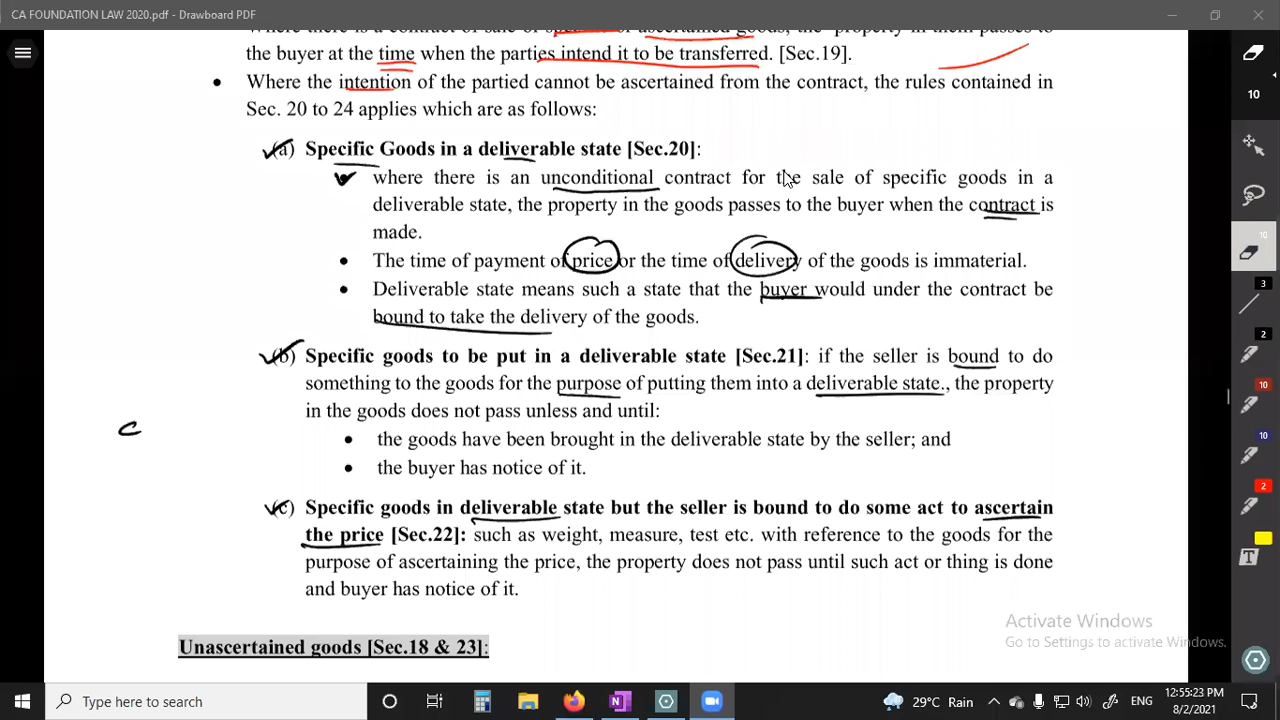 CA FOUNDATION LAW 2020.pdf - Drawboard PDF
the buyer at the time when the parties intend it to be transferred. [Sec.19].
• Where the intention of the partied cannot be ascertained from the contract, the rules contained in
Sec. 20 to 24 applies which are as follows:
(a) Specific Goods in a deliverable state [Sec.20]:
where there is an unconditional contract for the sale of specific goods in a
deliverable state, the property in the goods passes to the buyer when the contract is
made.
• The time of payment of price or the time of delivery of the goods is immaterial.
• Deliverable state means such a state that the buyer would under the contract be
bound to take the delivery of the goods.
(b) Specific goods to be put in a deliverable state [Sec.21]: if the seller is bound to do
something to the goods for the purpose of putting them into a deliverable state., the property
in the goods does not pass unless and until:
• the goods have been brought in the deliverable state by the seller; and
c
• the buyer has notice of it.
(c) Specific goods in deliverable state but the seller is bound to do some act to ascertain
the price [Sec.22]: such as weight, measure, test etc. with reference to the goods for the
purpose of ascertaining the price, the property does not pass until such act or thing is done
and buyer has notice of it.
Unascertained goods [Sec.18 & 23]:
10
10
3
2
10
10
2
T
Activate Windows
Go to Settings to activate Windows.
Type here to search
29°C Rain
ENG
12:55:23 PM
8/2/2021